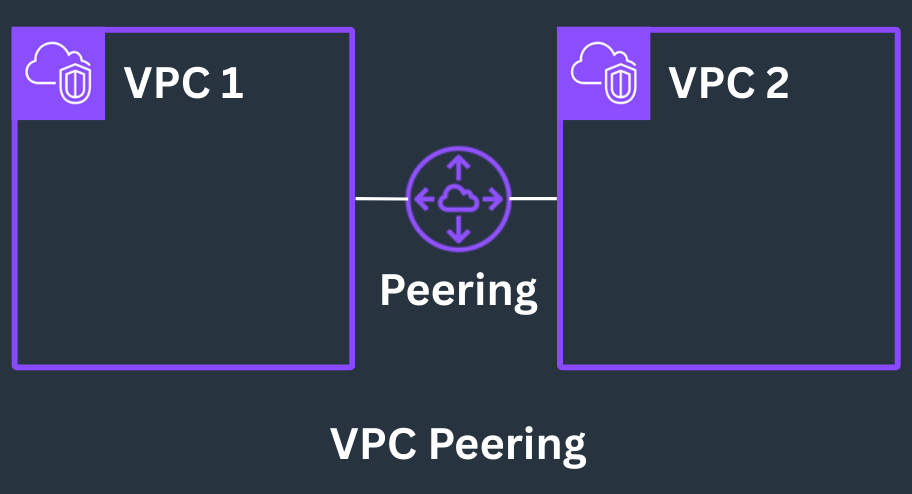 VPC 1
VPC 2
Peering
VPC Peering